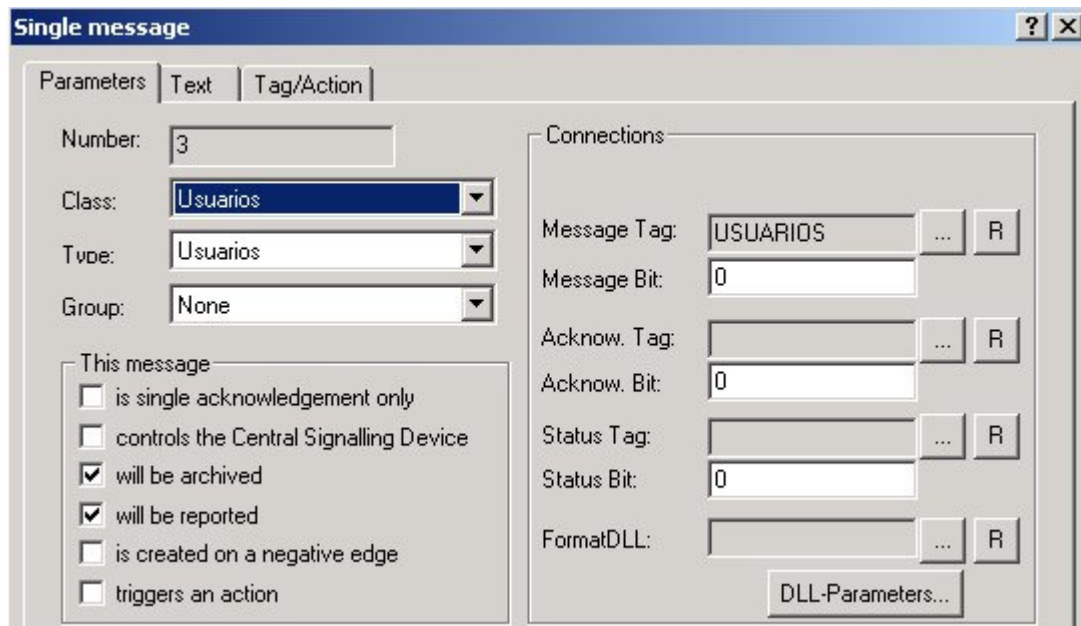 Single message
Parameters Text Tag/Action
Number: 3
Class: Usuarios
Type: Usuarios
Group: None
This message
is single acknowledgement only
controls the Central Signalling Device
will be archived
will be reported
is created on a negative edge
triggers an action
Connections
Message Tag: USUARIOS ... R
Message Bit: 0
Acknow. Tag: ... R
Acknow. Bit: 0
Status Tag: ... R
Status Bit: 0
FormatDLL: ... R
DLL-Parameters...